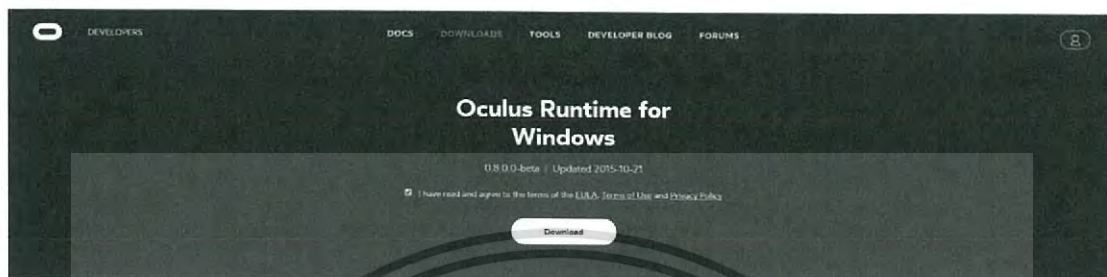 DEVELOPERS
DOCS DOWNLOADS TOOLS DEVELOPER BLOG FORUMS
Oculus Runtime for
Windows
0.8.0.0-beta / Updated 2015-10-21
I have read and agree to the terms of the EULA, Terms of Use and Privacy Policy
Download